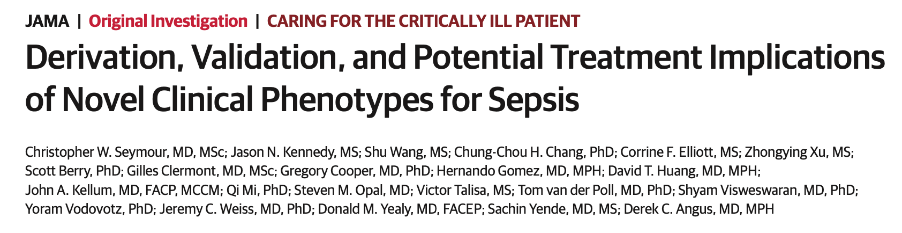 JAMA | Original Investigation | CARING FOR THE CRITICALLY ILL PATIENT
Derivation, Validation, and Potential Treatment Implications
of Novel Clinical Phenotypes for Sepsis
Christopher W. Seymour, MD, MSc; Jason N. Kennedy, MS; Shu Wang, MS; Chung-Chou H. Chang, PhD; Corrine F. Elliott, MS; Zhongying Xu, MS;
Scott Berry, PhD; Gilles Clermont, MD, MSc; Gregory Cooper, MD, PhD; Hernando Gomez, MD, MPH; David T. Huang, MD, MPH;
John A. Kellum, MD, FACP, MCCM; Qi Mi, PhD; Steven M. Opal, MD; Victor Talisa, MS; Tom van der Poll, MD, PhD; Shyam Visweswaran, MD, PhD;
Yoram Vodovotz, PhD; Jeremy C. Weiss, MD, PhD; Donald M. Yealy, MD, FACEP; Sachin Yende, MD, MS; Derek C. Angus, MD, MPH